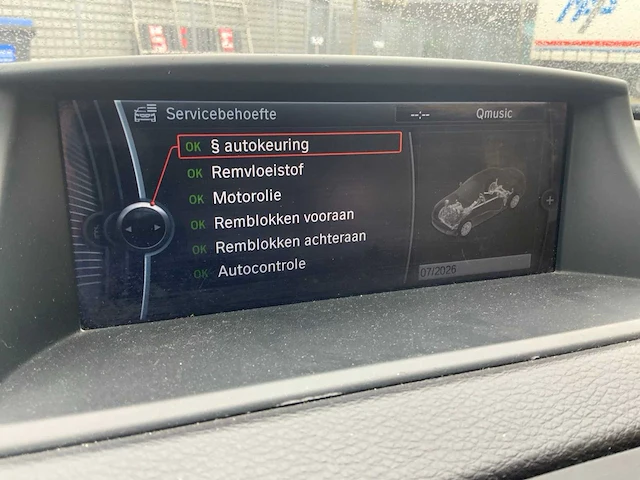 Servicebehoefte
--:-- Qmusic
OK § autokeuring
OK Remvloeistof
OK Motorolie
OK Remblokken vooraan
OK Remblokken achteraan
OK Autocontrole
07/2026